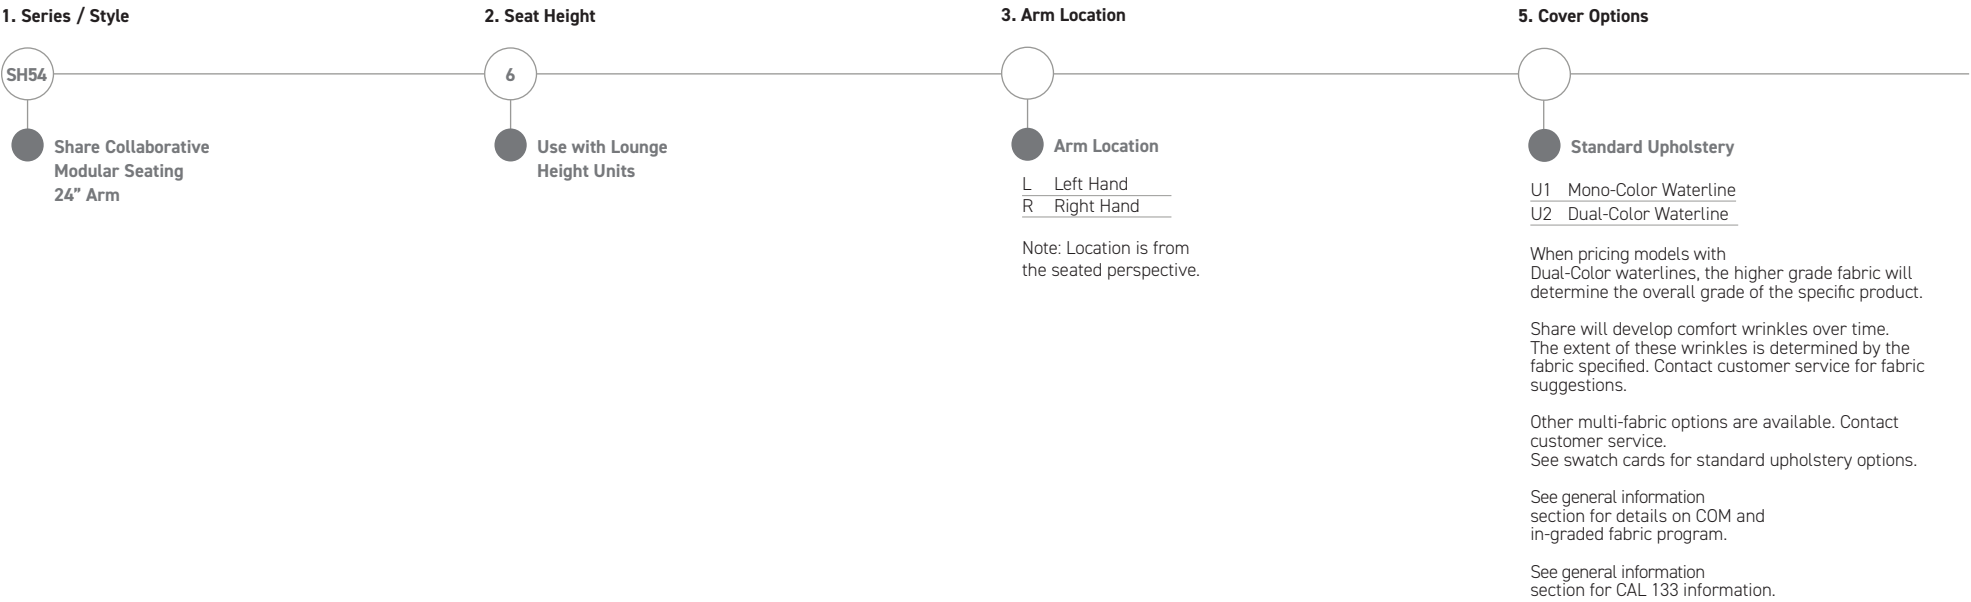 1. Series / Style
SH54
Share Collaborative
Modular Seating
24” Arm
2. Seat Height
6
Use with Lounge
Height Units
3. Arm Location
Arm Location
L Left Hand
R Right Hand
Note: Location is from
the seated perspective.
5. Cover Options
Standard Upholstery
U1 Mono-Color Waterline
U2 Dual-Color Waterline
When pricing models with
Dual-Color waterlines, the higher grade fabric will
determine the overall grade of the specific product.
Share will develop comfort wrinkles over time.
The extent of these wrinkles is determined by the
fabric specified. Contact customer service for fabric
suggestions.
Other multi-fabric options are available. Contact
customer service.
See swatch cards for standard upholstery options.
See general information
section for details on COM and
in-graded fabric program.
See general information
section for CAL 133 information.